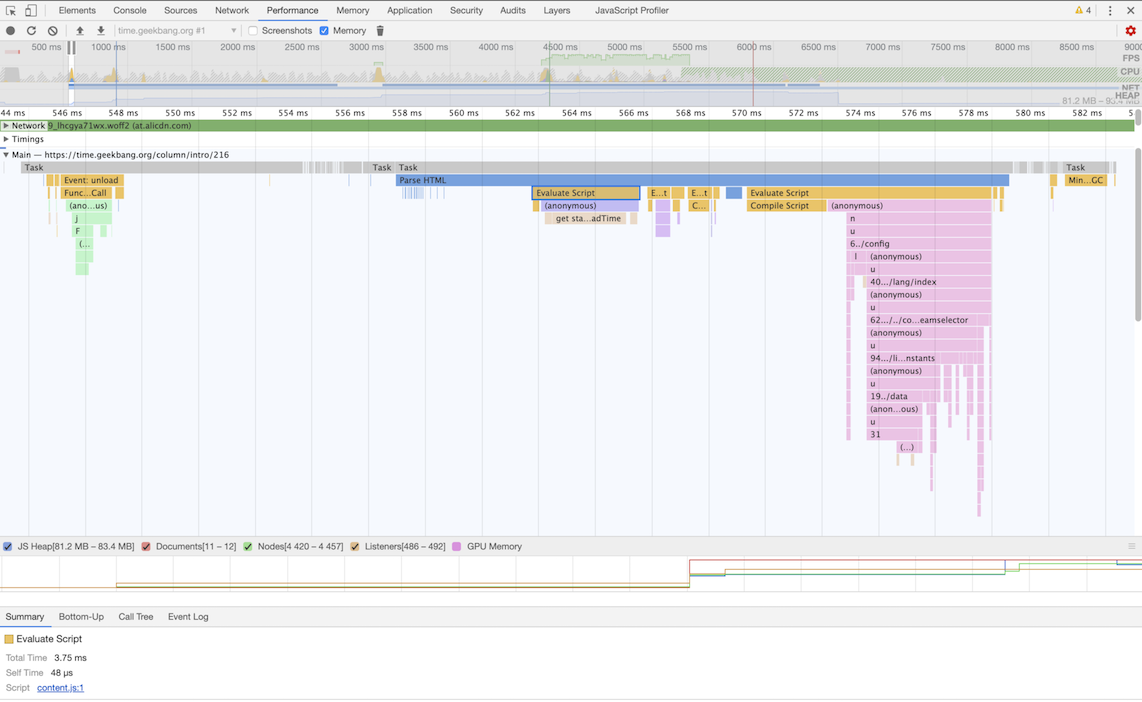 Elements Console Sources Network Performance Memory Application Security Audits Layers JavaScript Profiler 4
time.geekbang.org #1 Screenshots Memory
500 ms 1000 ms 1500 ms 2000 ms 2500 ms 3000 ms 3500 ms 4000 ms 4500 ms 5000 ms 5500 ms 6000 ms 6500 ms 7000 ms 7500 ms 8000 ms 8500 ms 9000
FPS
CPU
NET
HEAP
81.2 MB – 93.4 MB
44 ms 546 ms 548 ms 550 ms 552 ms 554 ms 556 ms 558 ms 560 ms 562 ms 564 ms 566 ms 568 ms 570 ms 572 ms 574 ms 576 ms 578 ms 580 ms 582 ms 5
Network 9_lhcgya71wx.woff2 (at.alicdn.com)
Timings
Main — https://time.geekbang.org/column/intro/216
Task Task Task Task
Event: unload Parse HTML Min...GC
Func...Call Evaluate Script E...t E...t Evaluate Script
(ano...us) (anonymous) C... Compile Script (anonymous)
j get sta...adTime n
F u
(... 6../config
l (anonymous)
u
40.../lang/index
(anonymous)
u
62.../../co...eamselector
(anonymous)
u
94.../li...nstants
(anonymous)
u
19../data
(anon...ous)
u
31
(...)
JS Heap[81.2 MB – 83.4 MB] Documents[11 – 12] Nodes[4 420 – 4 457] Listeners[486 – 492] GPU Memory
Summary Bottom-Up Call Tree Event Log
Evaluate Script
Total Time 3.75 ms
Self Time 48 μs
Script content.js:1